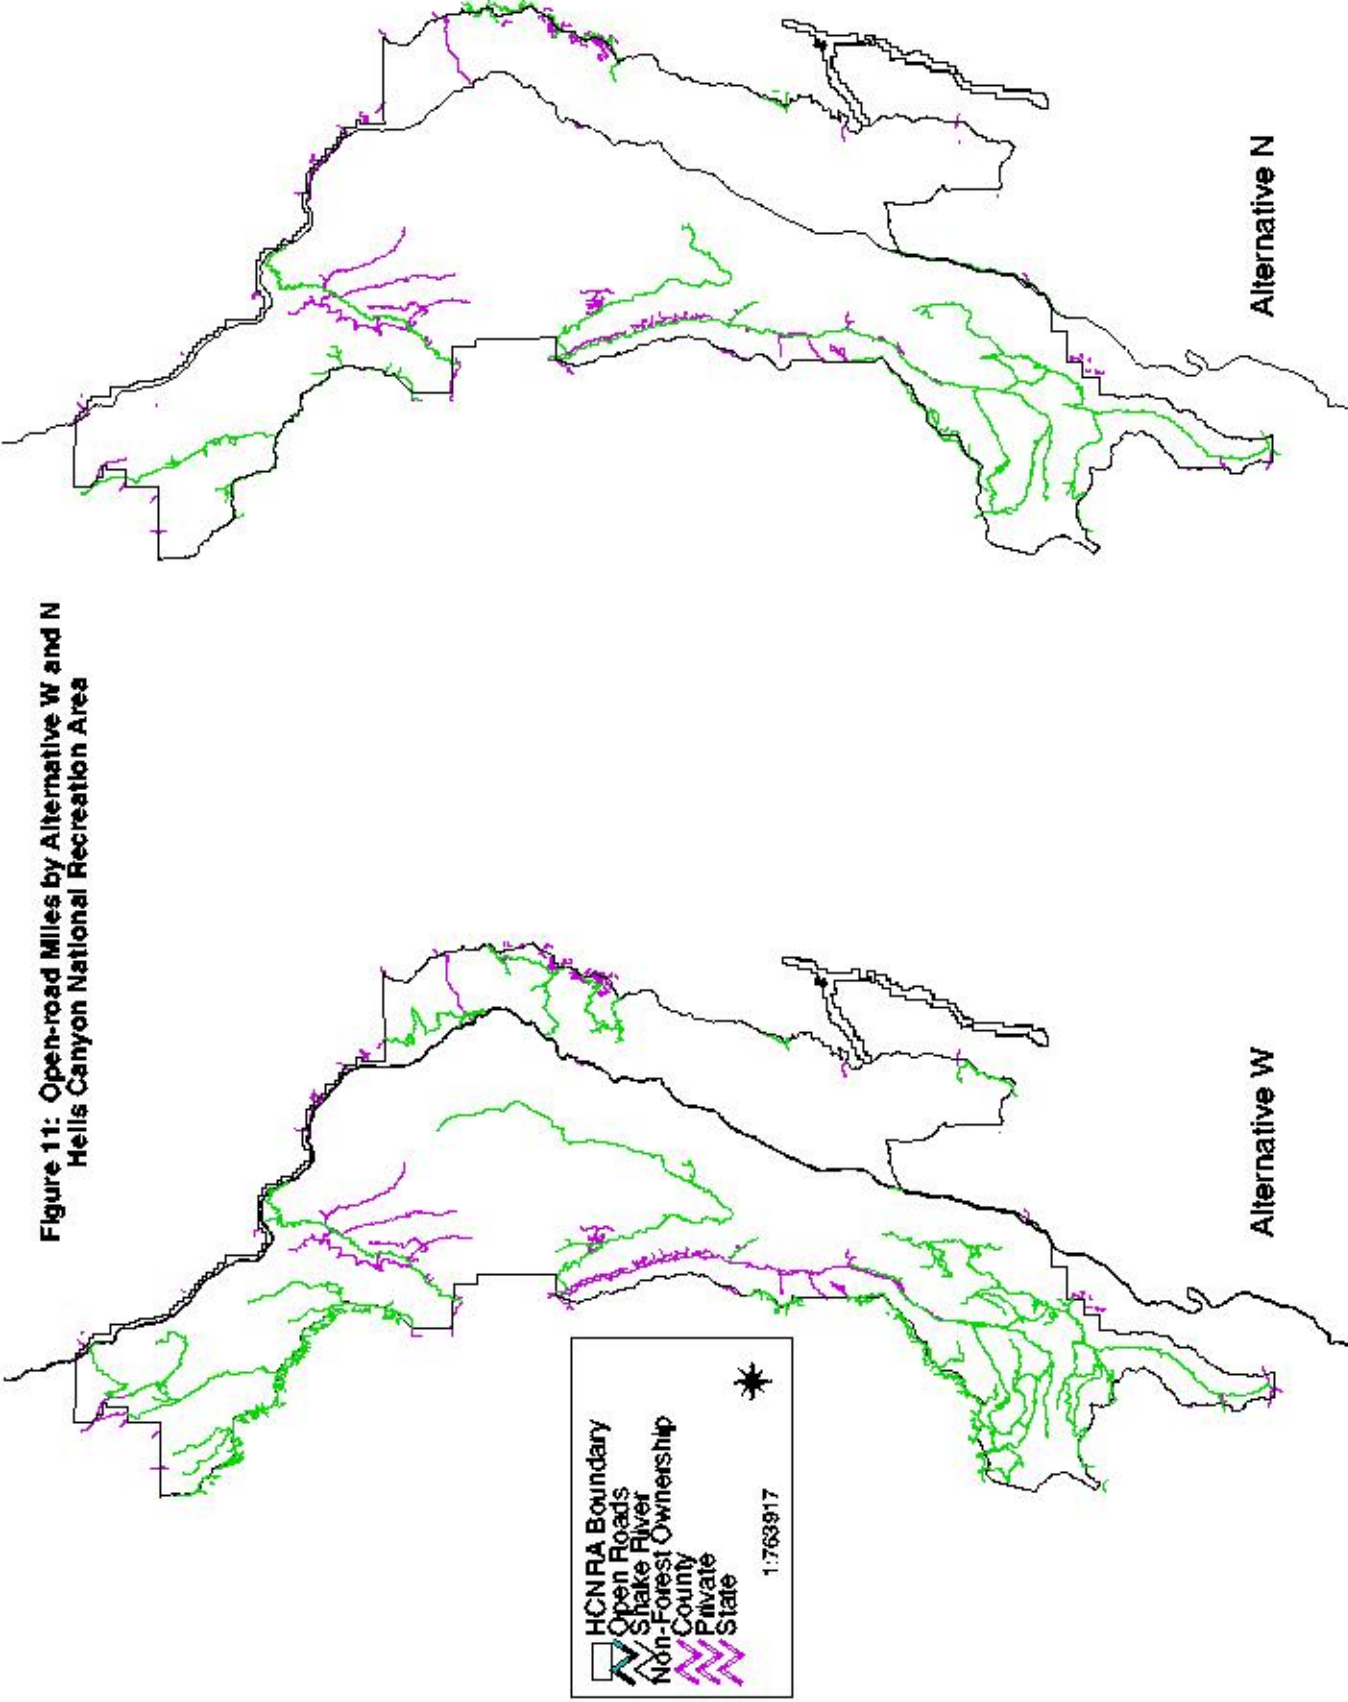 Figure 11: Open-road Miles by Alternative W and N
Hells Canyon National Recreation Area
HCNRA Boundary
Open Roads
Snake River
Non-Forest Ownership
County
Private
State
1:763917
Alternative W
Alternative N